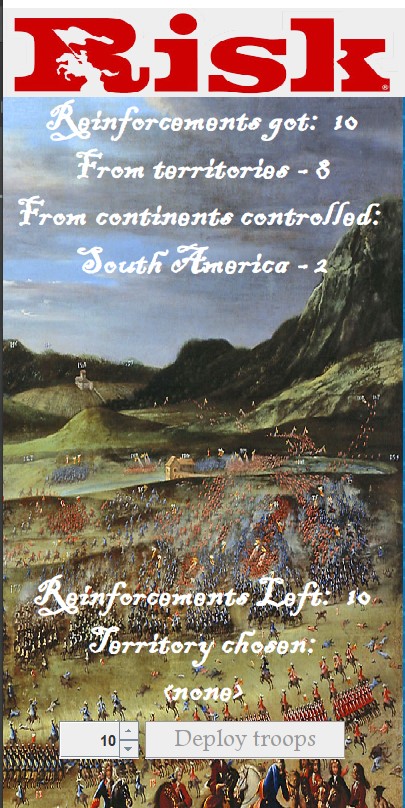 Risk
Reinforcements got: 10
From territories - 8
From continents controlled:
South America - 2
Reinforcements Left: 10
Territory chosen:
<none>
10 Deploy troops